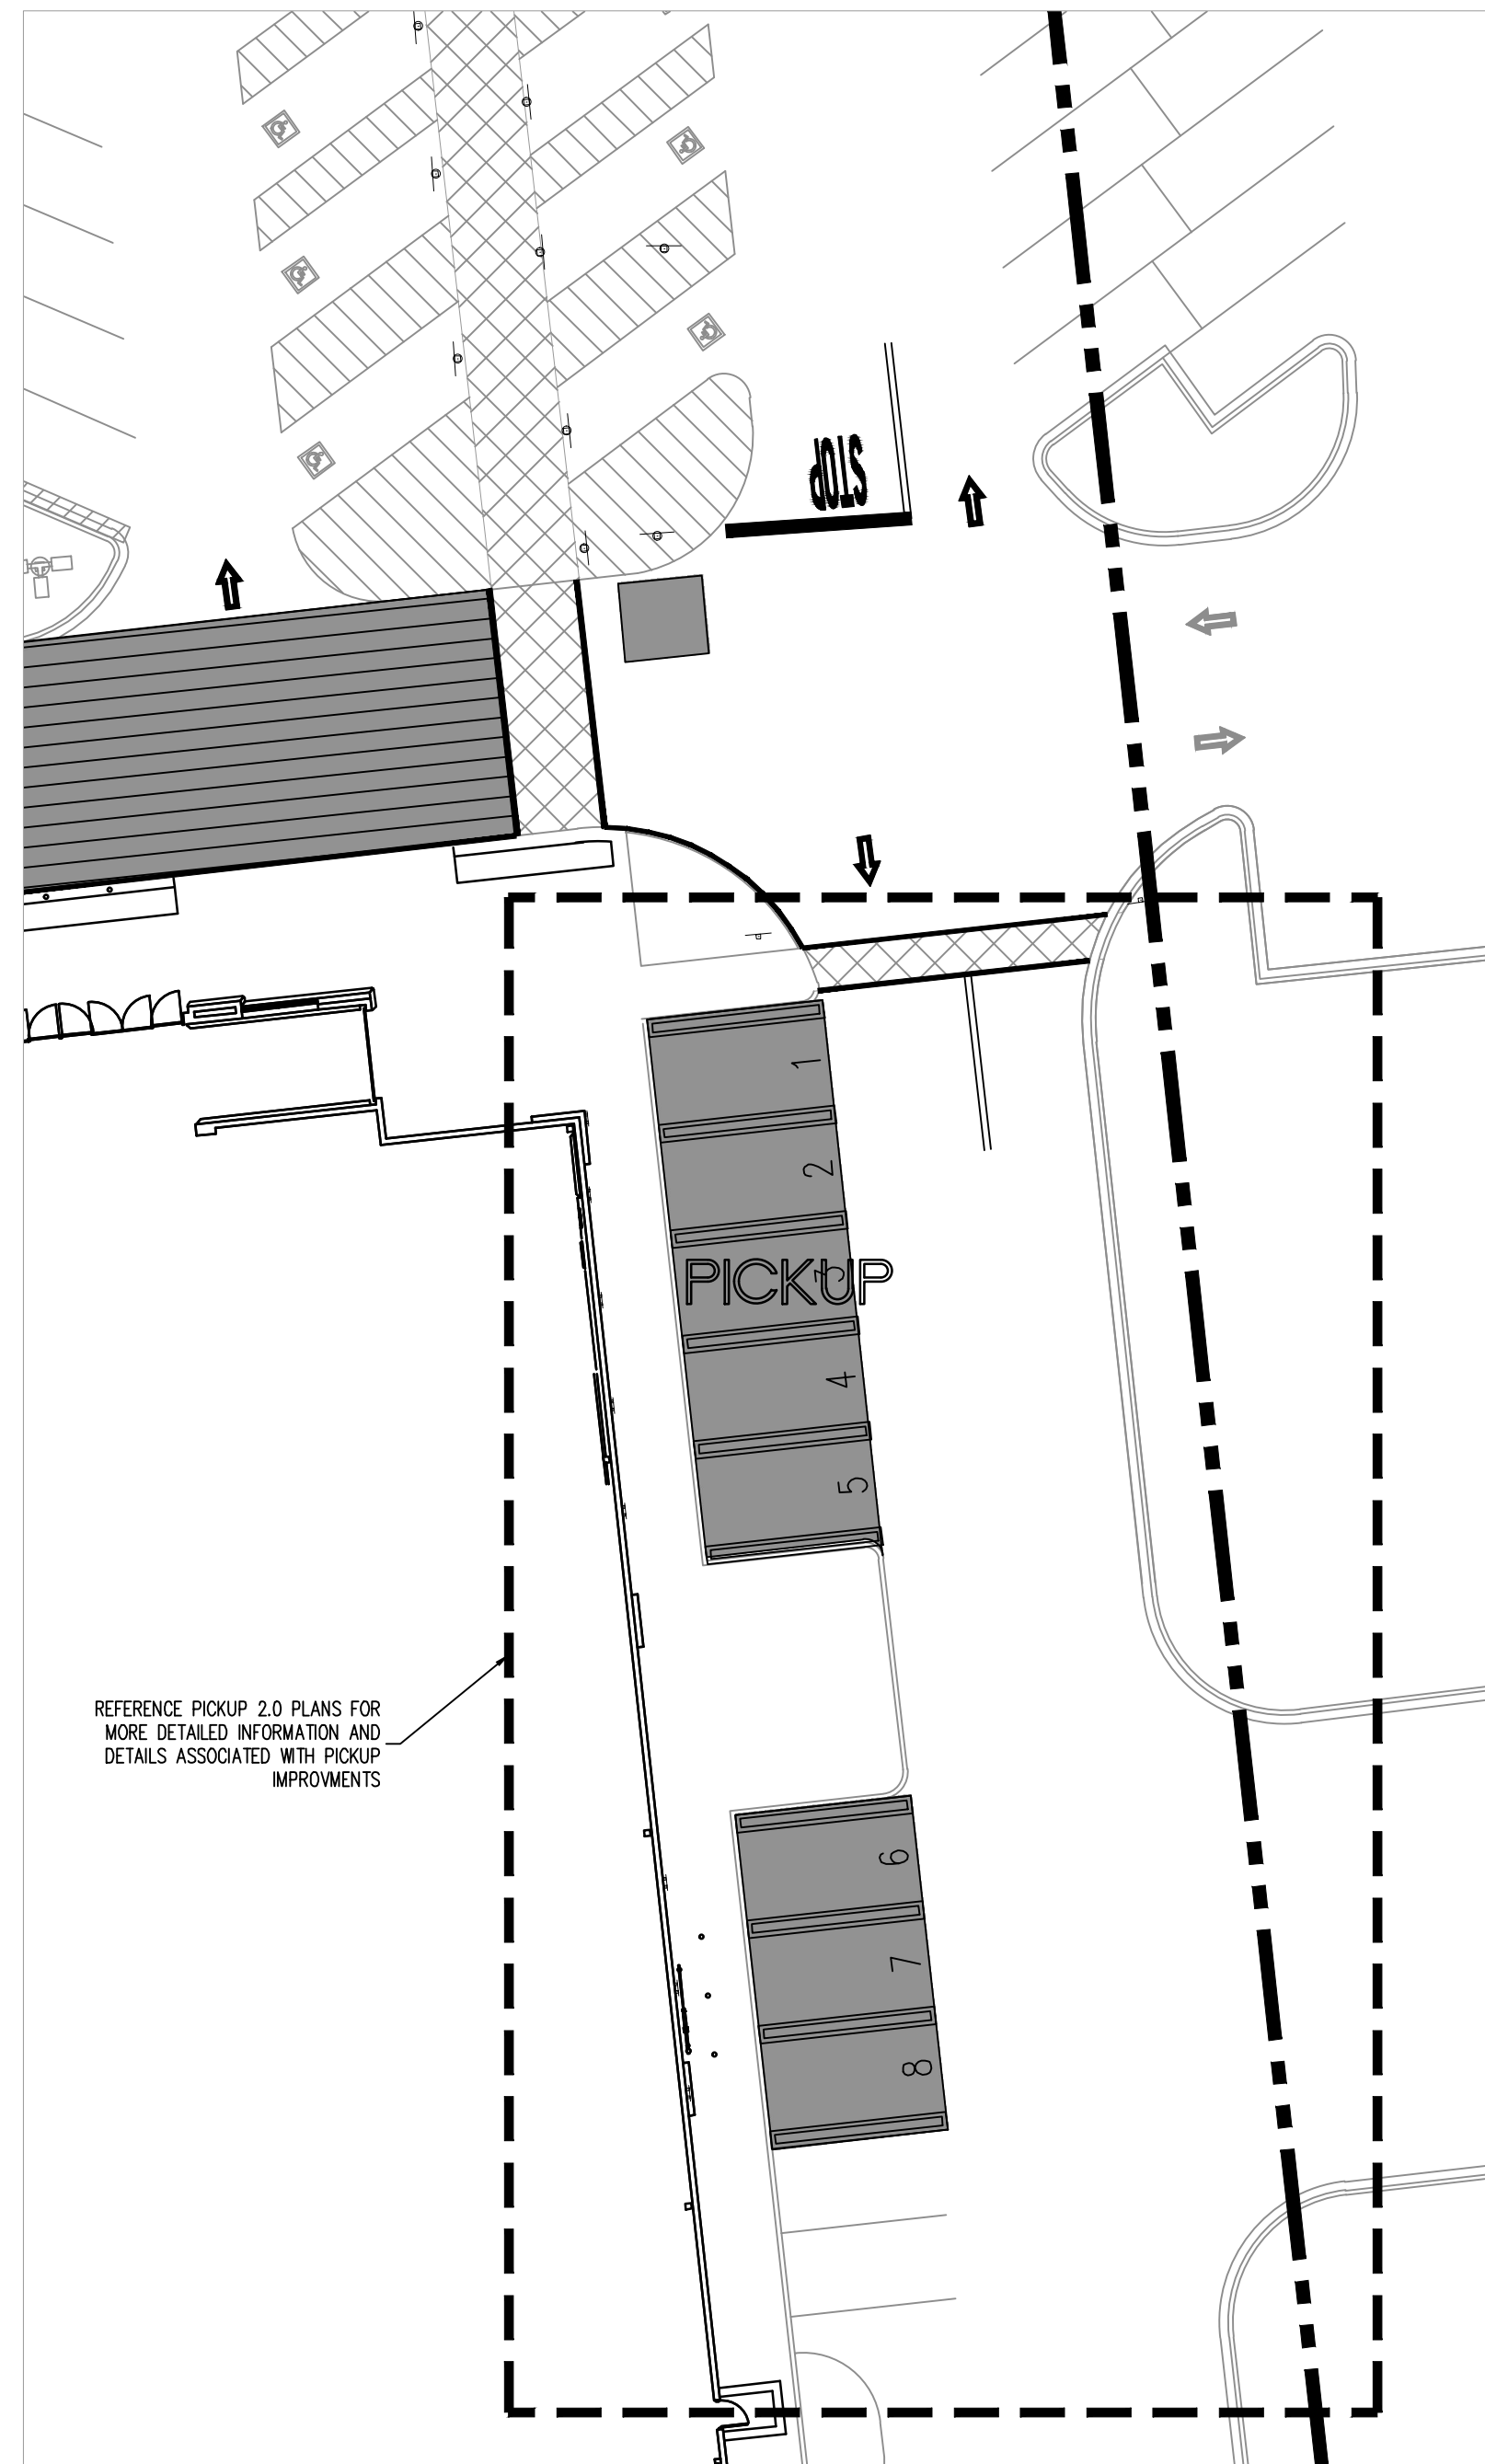 STOP
1
2
3
PICKUP
4
5
REFERENCE PICKUP 2.0 PLANS FOR
MORE DETAILED INFORMATION AND
DETAILS ASSOCIATED WITH PICKUP
IMPROVMENTS
6
7
8